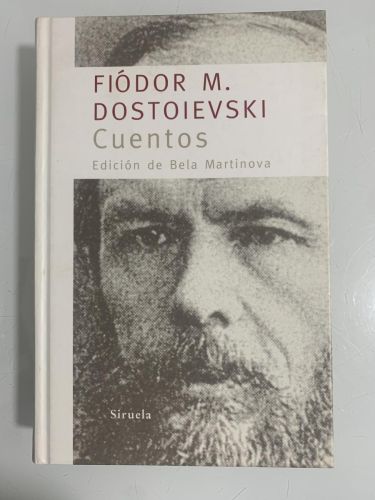 FIÓDOR M.
DOSTOIEVSKI
Cuentos
Edición de Bela Martinova
Siruela